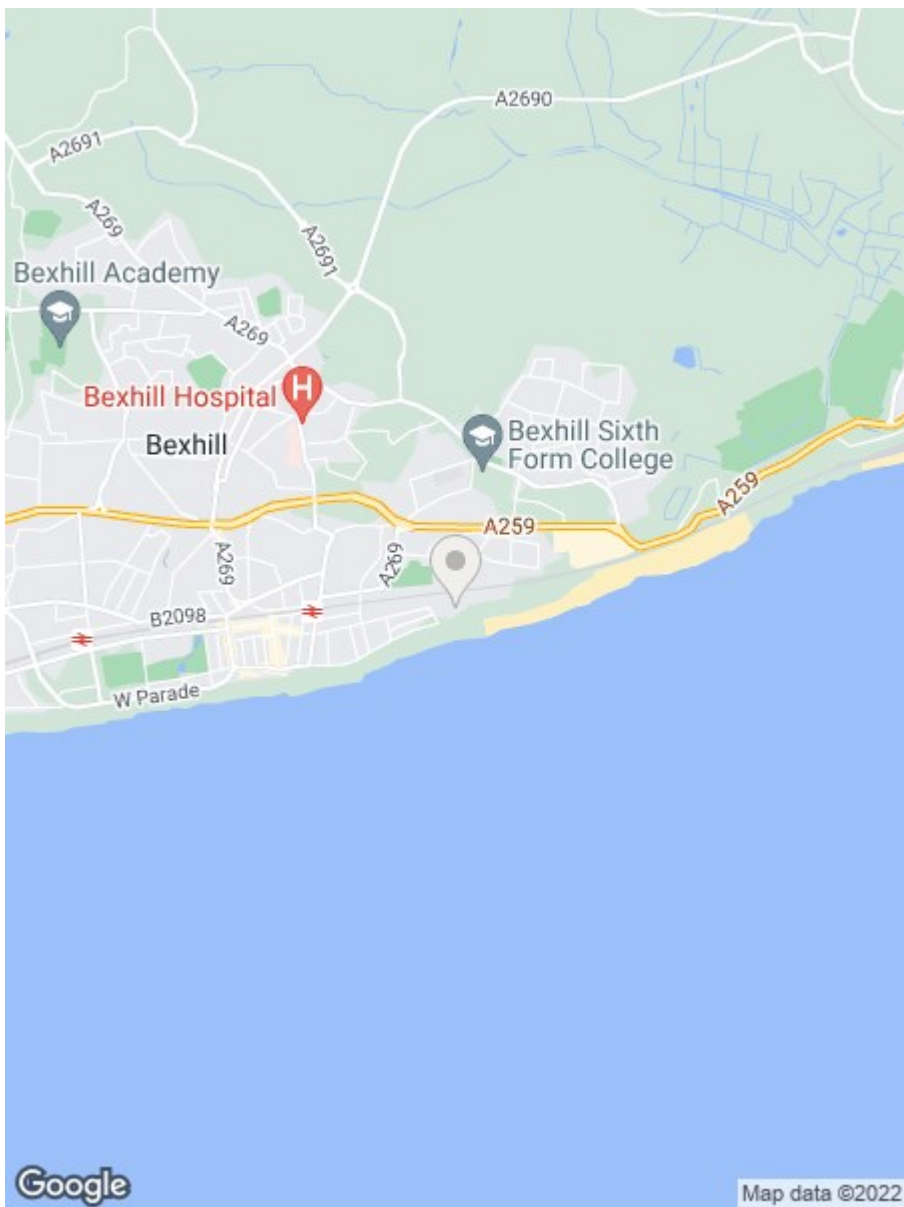 A2690
A2691
A269
A2691
Bexhill Academy
A269
Bexhill Hospital
H
Bexhill
Bexhill Sixth
Form College
A259
A259
A269
A269
B2098
W Parade
Google
Map data ©2022